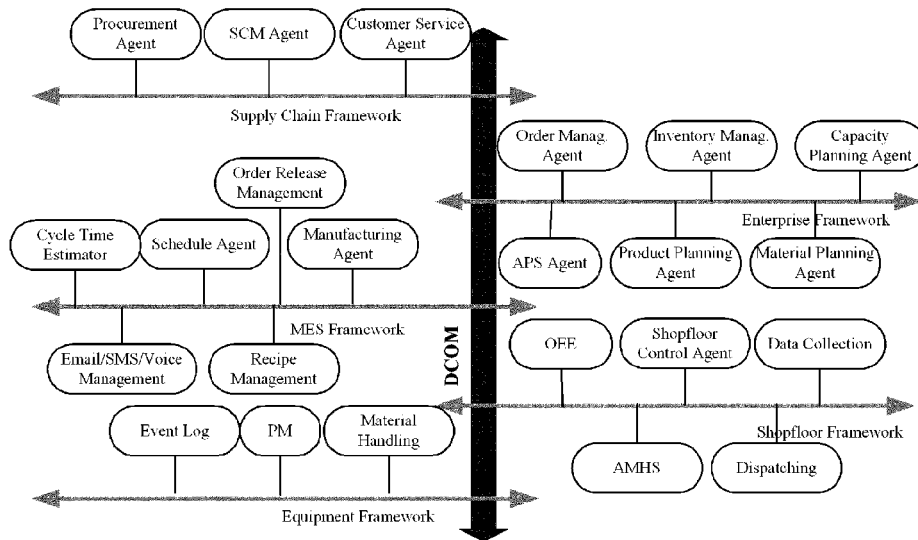 Procurement
Agent
SCM Agent
Customer Service
Agent
Supply Chain Framework
Order Manag.
Agent
Inventory Manag.
Agent
Capacity
Planning Agent
Enterprise Framework
APS Agent
Product Planning
Agent
Material Planning
Agent
Order Release
Management
Cycle Time
Estimator
Schedule Agent
Manufacturing
Agent
MES Framework
Email/SMS/Voice
Management
Recipe
Management
DCOM
OEE
Shopfloor
Control Agent
Data Collection
Shopfloor Framework
AMHS
Dispatching
Event Log
PM
Material
Handling
Equipment Framework